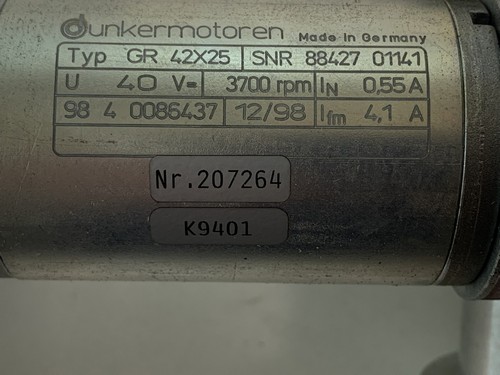 dunkermotoren Made in Germany
Typ GR 42X25 SNR 88427 01141
U 40 V= 3700 rpm IN 0,55 A
98 4 0086437 12/98 Ifm 4,1 A
Nr.207264
K9401